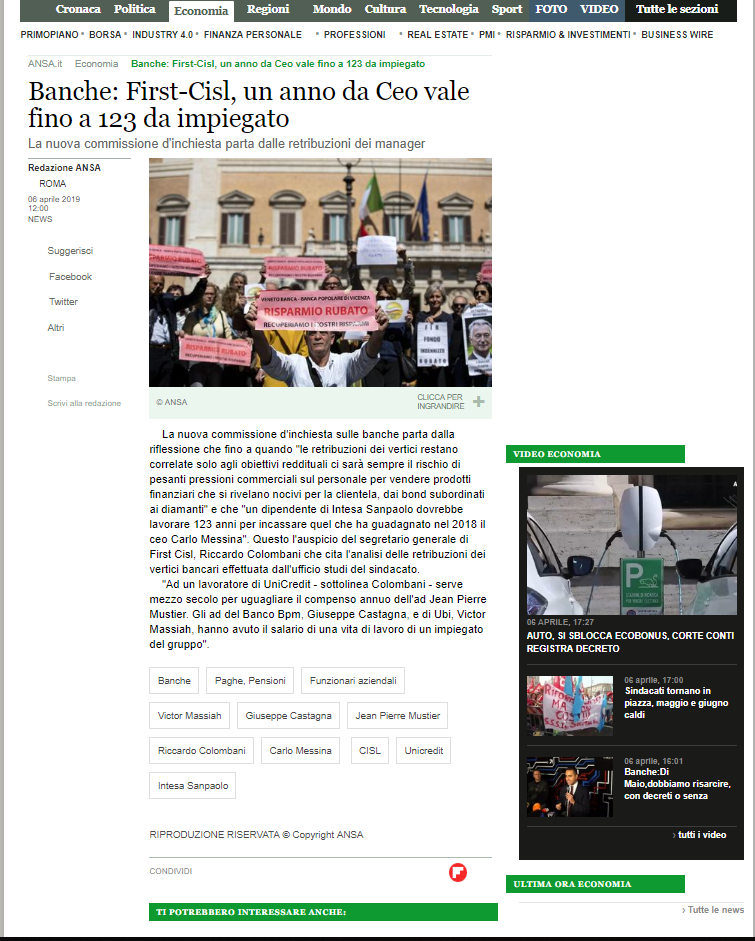 Cronaca Politica Economia Regioni Mondo Cultura Tecnologia Sport FOTO VIDEO Tutte le sezioni
PRIMOPIANO • BORSA • INDUSTRY 4.0 • FINANZA PERSONALE • PROFESSIONI • REAL ESTATE • PMI • RISPARMIO & INVESTIMENTI • BUSINESS WIRE
ANSA.it Economia Banche: First-Cisl, un anno da Ceo vale fino a 123 da impiegato
Banche: First-Cisl, un anno da Ceo vale
fino a 123 da impiegato
La nuova commissione d'inchiesta parta dalle retribuzioni dei manager
Redazione ANSA
ROMA
06 aprile 2019
12:00
NEWS
Suggerisci
Facebook
Twitter
Altri
Stampa
Scrivi alla redazione
RISPARMIO RUBATO
VENETO BANCA - BANCA POPOLARE DI VICENZA
RISPARMIO RUBATO
RECUPERIAMO I NOSTRI RISPARMI
RISPARMIO RUBATO
FONDO
INDENNIZZO
RUBATO
© ANSA
CLICCA PER
INGRANDIRE
La nuova commissione d'inchiesta sulle banche parta dalla
riflessione che fino a quando "le retribuzioni dei vertici restano
correlate solo agli obiettivi reddituali ci sarà sempre il rischio di
pesanti pressioni commerciali sul personale per vendere prodotti
finanziari che si rivelano nocivi per la clientela, dai bond subordinati
ai diamanti" e che "un dipendente di Intesa Sanpaolo dovrebbe
lavorare 123 anni per incassare quel che ha guadagnato nel 2018 il
ceo Carlo Messina". Questo l'auspicio del segretario generale di
First Cisl, Riccardo Colombani che cita l'analisi delle retribuzioni dei
vertici bancari effettuata dall'ufficio studi del sindacato.
"Ad un lavoratore di UniCredit - sottolinea Colombani - serve
mezzo secolo per uguagliare il compenso annuo dell'ad Jean Pierre
Mustier. Gli ad del Banco Bpm, Giuseppe Castagna, e di Ubi, Victor
Massiah, hanno avuto il salario di una vita di lavoro di un impiegato
del gruppo".
Banche Paghe, Pensioni Funzionari aziendali
Victor Massiah Giuseppe Castagna Jean Pierre Mustier
Riccardo Colombani Carlo Messina CISL Unicredit
Intesa Sanpaolo
RIPRODUZIONE RISERVATA © Copyright ANSA
CONDIVIDI
TI POTREBBERO INTERESSARE ANCHE:
VIDEO ECONOMIA
P
06 APRILE, 17:27
AUTO, SI SBLOCCA ECOBONUS, CORTE CONTI
REGISTRA DECRETO
06 aprile, 17:00
Sindacati tornano in
piazza, maggio e giugno
caldi
06 aprile, 16:01
Banche:Di
Maio,dobbiamo risarcire,
con decreti o senza
› tutti i video
ULTIMA ORA ECONOMIA
› Tutte le news